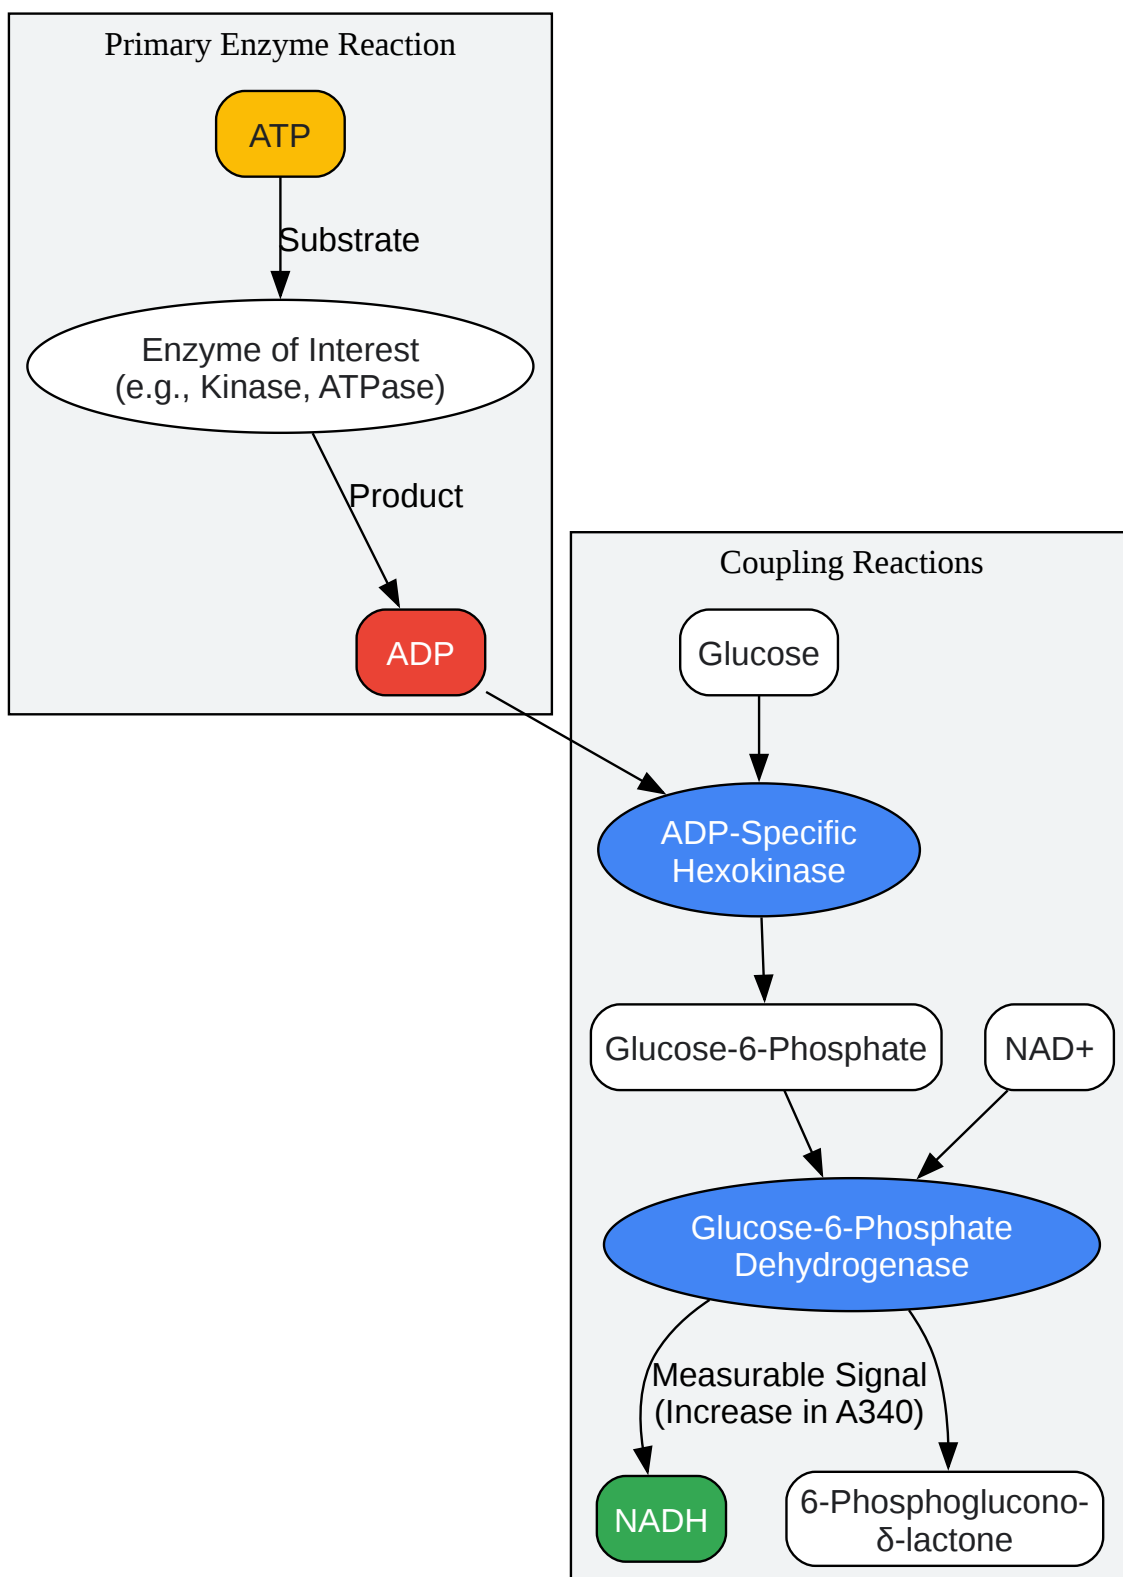 Primary Enzyme Reaction
ATP
Substrate
Enzyme of Interest
(e.g., Kinase, ATPase)
Product
ADP
Coupling Reactions
Glucose
ADP-Specific
Hexokinase
Glucose-6-Phosphate
NAD+
Glucose-6-Phosphate
Dehydrogenase
Measurable Signal
(Increase in A340)
NADH
6-Phosphoglucono-
δ-lactone